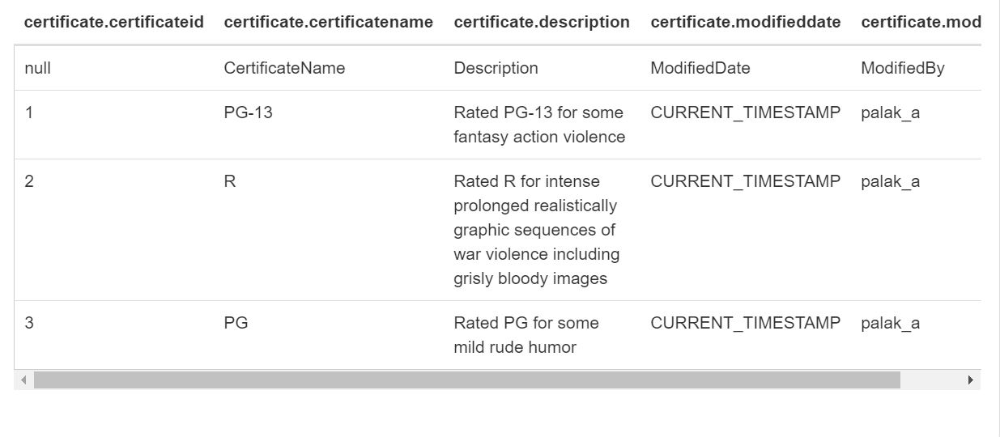 certificate.certificateid certificate.certificatename certificate.description certificate.modifieddate certificate.mod
null CertificateName Description ModifiedDate ModifiedBy
1 PG-13 Rated PG-13 for some CURRENT_TIMESTAMP palak_a
fantasy action violence
2 R Rated R for intense CURRENT_TIMESTAMP palak_a
prolonged realistically
graphic sequences of
war violence including
grisly bloody images
3 PG Rated PG for some CURRENT_TIMESTAMP palak_a
mild rude humor